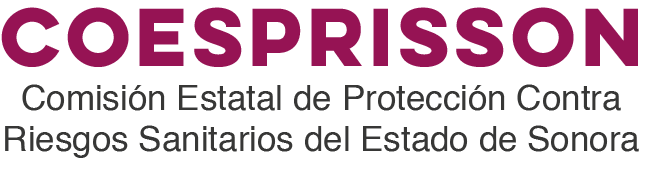 COESPRISSON
Comisión Estatal de Protección Contra
Riesgos Sanitarios del Estado de Sonora